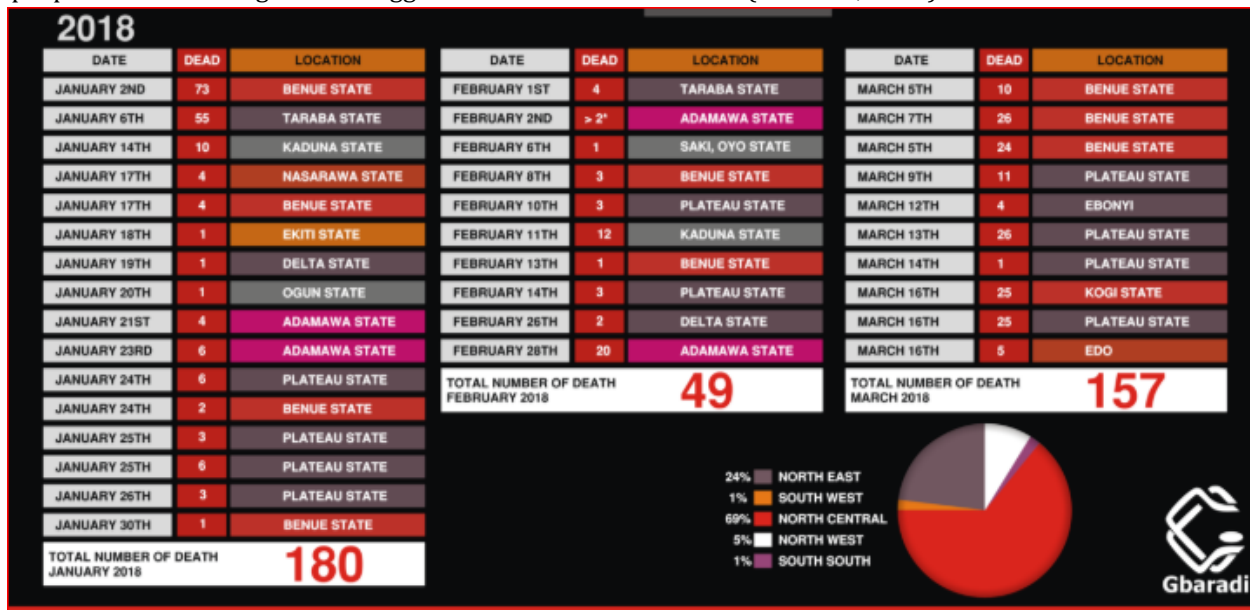 2018
DATE DEAD LOCATION
JANUARY 2ND 73 BENUE STATE
JANUARY 6TH 55 TARABA STATE
JANUARY 14TH 10 KADUNA STATE
JANUARY 17TH 4 NASARAWA STATE
JANUARY 17TH 4 BENUE STATE
JANUARY 18TH 1 EKITI STATE
JANUARY 19TH 1 DELTA STATE
JANUARY 20TH 1 OGUN STATE
JANUARY 21ST 4 ADAMAWA STATE
JANUARY 23RD 6 ADAMAWA STATE
JANUARY 24TH 6 PLATEAU STATE
JANUARY 24TH 2 BENUE STATE
JANUARY 25TH 3 PLATEAU STATE
JANUARY 25TH 6 PLATEAU STATE
JANUARY 26TH 3 PLATEAU STATE
JANUARY 30TH 1 BENUE STATE
TOTAL NUMBER OF DEATH
JANUARY 2018
180
DATE DEAD LOCATION
FEBRUARY 1ST 4 TARABA STATE
FEBRUARY 2ND > 2* ADAMAWA STATE
FEBRUARY 6TH 1 SAKI, OYO STATE
FEBRUARY 8TH 3 BENUE STATE
FEBRUARY 10TH 3 PLATEAU STATE
FEBRUARY 11TH 12 KADUNA STATE
FEBRUARY 13TH 1 BENUE STATE
FEBRUARY 14TH 3 PLATEAU STATE
FEBRUARY 26TH 2 DELTA STATE
FEBRUARY 28TH 20 ADAMAWA STATE
TOTAL NUMBER OF DEATH
FEBRUARY 2018
49
DATE DEAD LOCATION
MARCH 5TH 10 BENUE STATE
MARCH 7TH 26 BENUE STATE
MARCH 5TH 24 BENUE STATE
MARCH 9TH 11 PLATEAU STATE
MARCH 12TH 4 EBONYI
MARCH 13TH 26 PLATEAU STATE
MARCH 14TH 1 PLATEAU STATE
MARCH 16TH 25 KOGI STATE
MARCH 16TH 25 PLATEAU STATE
MARCH 16TH 5 EDO
TOTAL NUMBER OF DEATH
MARCH 2018
157
24% NORTH EAST
1% SOUTH WEST
69% NORTH CENTRAL
5% NORTH WEST
1% SOUTH SOUTH
Gbaradi